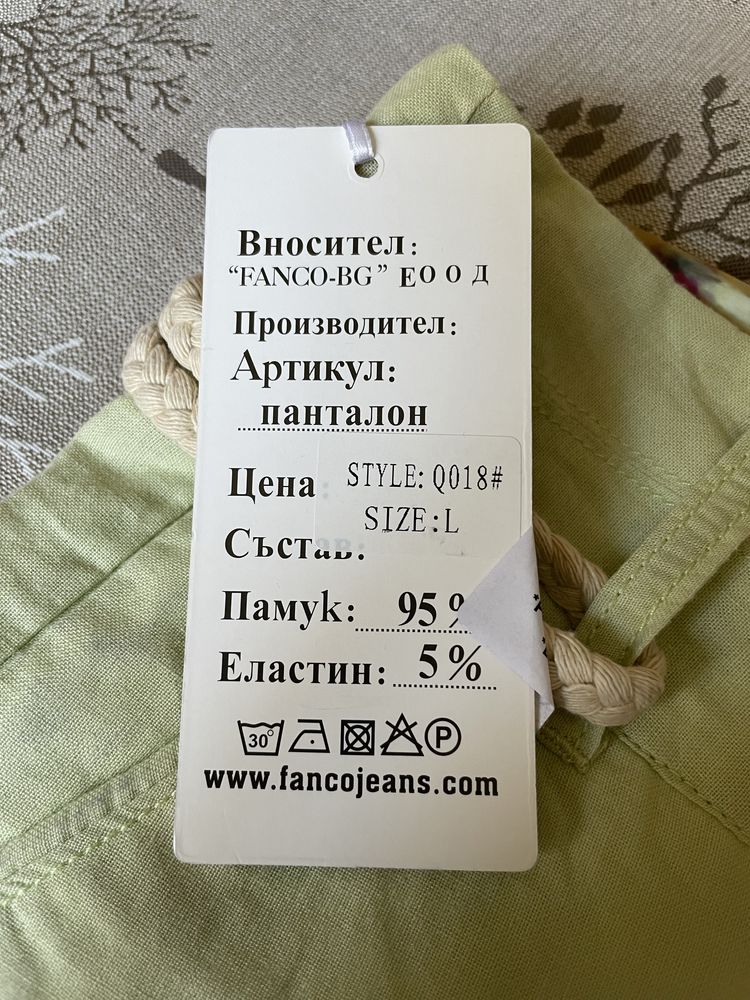 Вносител:
“FANCO-BG” ЕООД
Производител:
Артикул:
панталон
Цена:
STYLE: Q018#
SIZE:L
Състав:
Памук: 95%
Еластин: 5%
30°
P
www.fancojeans.com